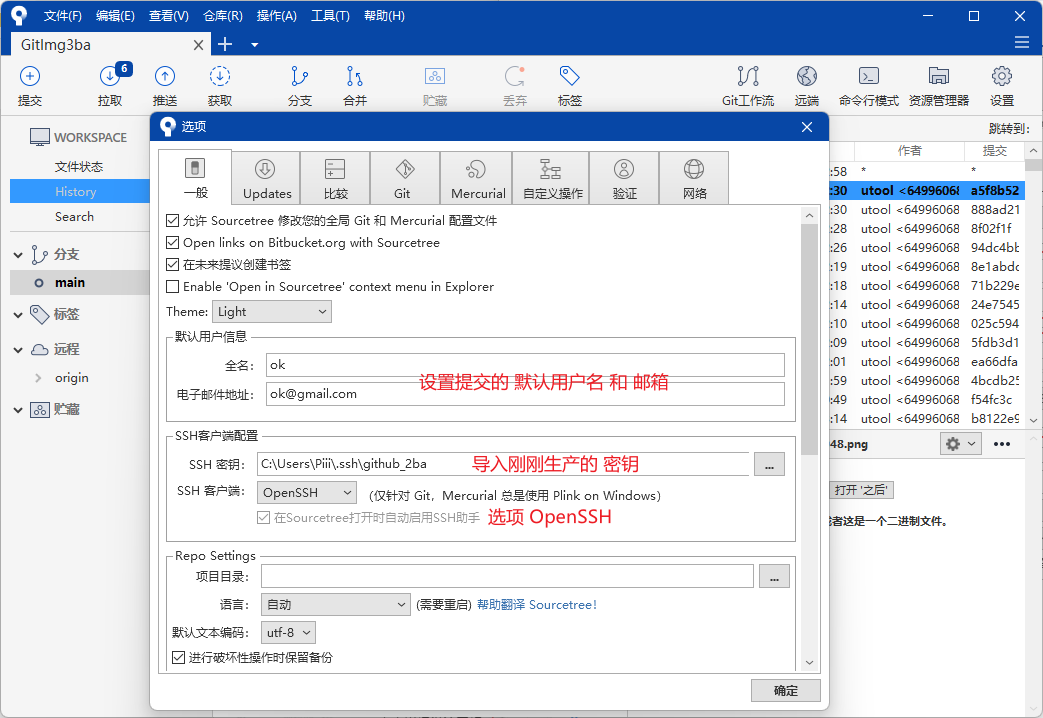 文件(F) 编辑(E) 查看(V) 仓库(R) 操作(A) 工具(T) 帮助(H)
GitImg3ba
6
提交 拉取 推送 获取 分支 合并 贮藏 丢弃 标签 Git工作流 远端 命令行模式 资源管理器 设置
跳转到:
WORKSPACE
文件状态
History
Search
分支
main
标签
远程
origin
贮藏
选项
一般 Updates 比较 Git Mercurial 自定义操作 验证 网络
允许 Sourcetree 修改您的全局 Git 和 Mercurial 配置文件
Open links on Bitbucket.org with Sourcetree
在未来提议创建书签
Enable 'Open in Sourcetree' context menu in Explorer
Theme: Light
默认用户信息
全名: ok
设置提交的 默认用户名 和 邮箱
电子邮件地址: ok@gmail.com
SSH客户端配置
SSH 密钥: C:\Users\Piii\.ssh\github_2ba ...
导入刚刚生产的 密钥
SSH 客户端: OpenSSH (仅针对 Git，Mercurial 总是使用 Plink on Windows)
在Sourcetree打开时自动启用SSH助手
选项 OpenSSH
Repo Settings
项目目录: ...
语言: 自动 (需要重启) 帮助翻译 Sourcetree!
默认文本编码: utf-8
进行破坏性操作时保留备份
确定
作者 提交
:58 * *
:30 utool <6499606 a5f8b52
:30 utool <64996068 888ad21
:28 utool <64996068 8f02f1f
:26 utool <64996068 94dc4bb
:19 utool <64996068 8e1abdc
:18 utool <64996068 71b229e
:14 utool <64996068 24e7545
:10 utool <64996068 025c594
:09 utool <64996068 5fdb3d1
:01 utool <64996068 ea66dfa
:59 utool <64996068 4bcdb25
:49 utool <64996068 f54fc3c
:14 utool <64996068 b8122e9
48.png
打开 '之后'
者这是一个二进制文件。